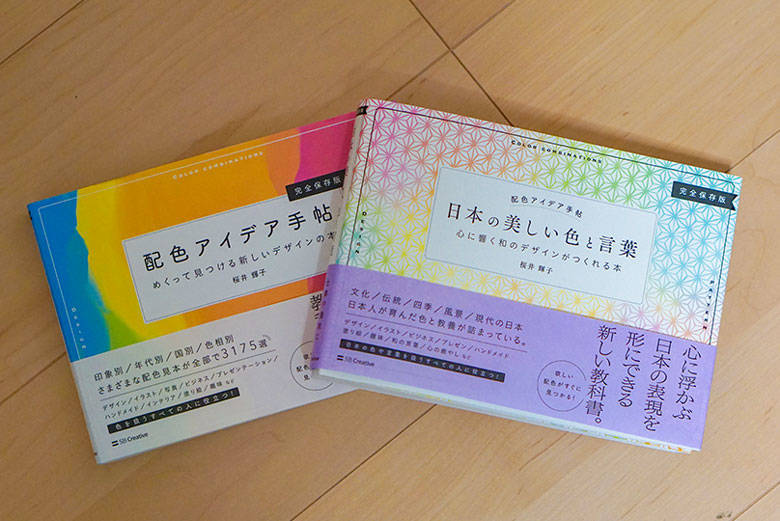 COLOR COMBINATIONS
完全保存版
配色アイデア手帖
めくって見つける新しいデザインの本
桜井 輝子
DESIGN
印象別/年代別/国別/色相別
さまざまな配色見本が全部で3175選
デザイン/イラスト/写真/ビジネス/プレゼンテーション/
ハンドメイド/インテリア/塗り絵/趣味 など
色を扱うすべての人に役立つ!
SB Creative
COLOR COMBINATIONS
完全保存版
配色アイデア手帖
日本の美しい色と言葉
心に響く和のデザインがつくれる本
桜井 輝子
DESIGN
PATTERN
文化/伝統/四季/風景/現代の日本
日本人が育んだ色と教養が詰まっている。
デザイン/イラスト/ビジネス/プレゼン/ハンドメイド
塗り絵/趣味/和の言葉/心の癒やし など
日本の色や言葉を扱うすべての人に役立つ!
SB Creative
欲しい
配色がすぐに
見つかる!
心に浮かぶ
日本の表現を
形にできる
新しい教科書。